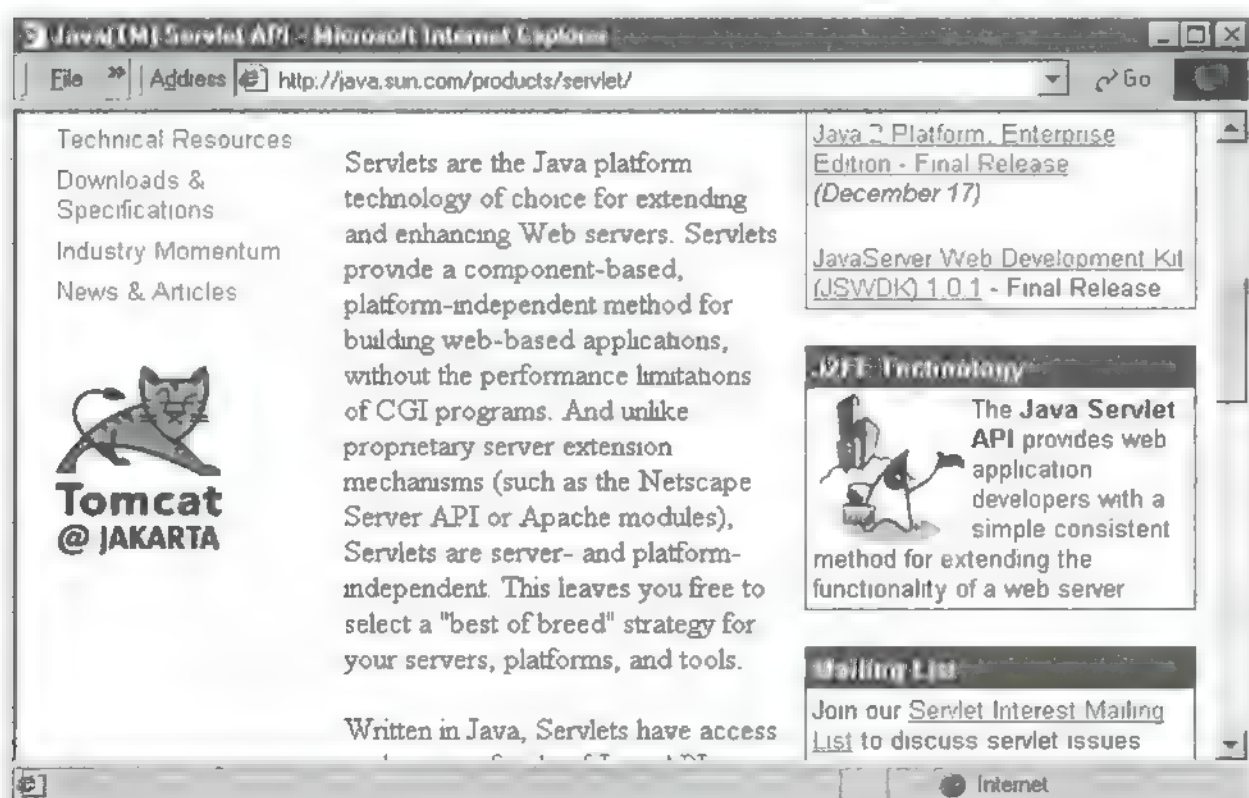 Java(TM) Servlet API - Microsoft Internet Explorer
File » Address http://java.sun.com/products/servlet/ Go
Technical Resources
Downloads &
Specifications
Industry Momentum
News & Articles
Tomcat
@ JAKARTA
Servlets are the Java platform
technology of choice for extending
and enhancing Web servers. Servlets
provide a component-based,
platform-independent method for
building web-based applications,
without the performance limitations
of CGI programs. And unlike
proprietary server extension
mechanisms (such as the Netscape
Server API or Apache modules),
Servlets are server- and platform-
independent. This leaves you free to
select a "best of breed" strategy for
your servers, platforms, and tools.
Written in Java, Servlets have access
Java 2 Platform, Enterprise
Edition - Final Release
(December 17)
JavaServer Web Development Kit
(JSWDK) 1.0.1 - Final Release
Technology
The Java Servlet
API provides web
application
developers with a
simple consistent
method for extending the
functionality of a web server
Mailing List
Join our Servlet Interest Mailing
List to discuss servlet issues
Internet